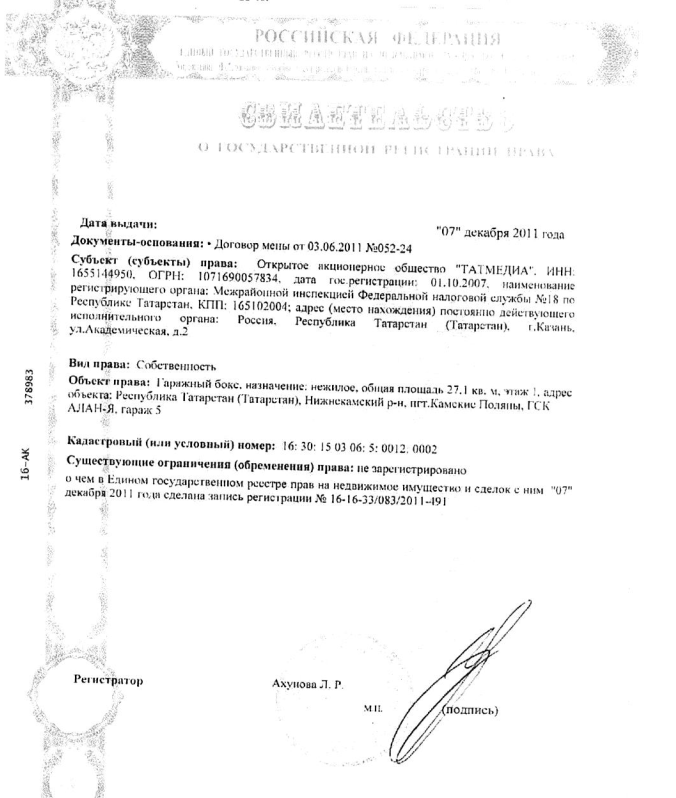 РОССИЙСКАЯ ФЕДЕРАЦИЯ
СВИДЕТЕЛЬСТВО
О ГОСУДАРСТВЕННОЙ РЕГИСТРАЦИИ ПРАВА
Дата выдачи:
"07" декабря 2011 года
Документы-основания: • Договор мены от 03.06.2011 №052-24
Субъект (субъекты) права: Открытое акционерное общество "ТАТМЕДИА", ИНН:
1655144950, ОГРН: 1071690057834, дата гос.регистрации: 01.10.2007, наименование
регистрирующего органа: Межрайонной инспекцией Федеральной налоговой службы №18 по
Республике Татарстан, КПП: 165102004; адрес (место нахождения) постоянно действующего
исполнительного органа: Россия, Республика Татарстан (Татарстан), г.Казань,
ул.Академическая, д.2
Вид права: Собственность
Объект права: Гаражный бокс, назначение: нежилое, общая площадь 27,1 кв. м, этаж 1, адрес
объекта: Республика Татарстан (Татарстан), Нижнекамский р-н, пгт.Камские Поляны, ГСК
АЛАН-Я, гараж 5
Кадастровый (или условный) номер: 16: 30: 15 03 06: 5: 0012, 0002
Существующие ограничения (обременения) права: не зарегистрировано
о чем в Едином государственном реестре прав на недвижимое имущество и сделок с ним "07"
декабря 2011 года сделана запись регистрации № 16-16-33/083/2011-491
Регистратор
Ахунова Л. Р.
М.П.
(подпись)
16-АК 378983